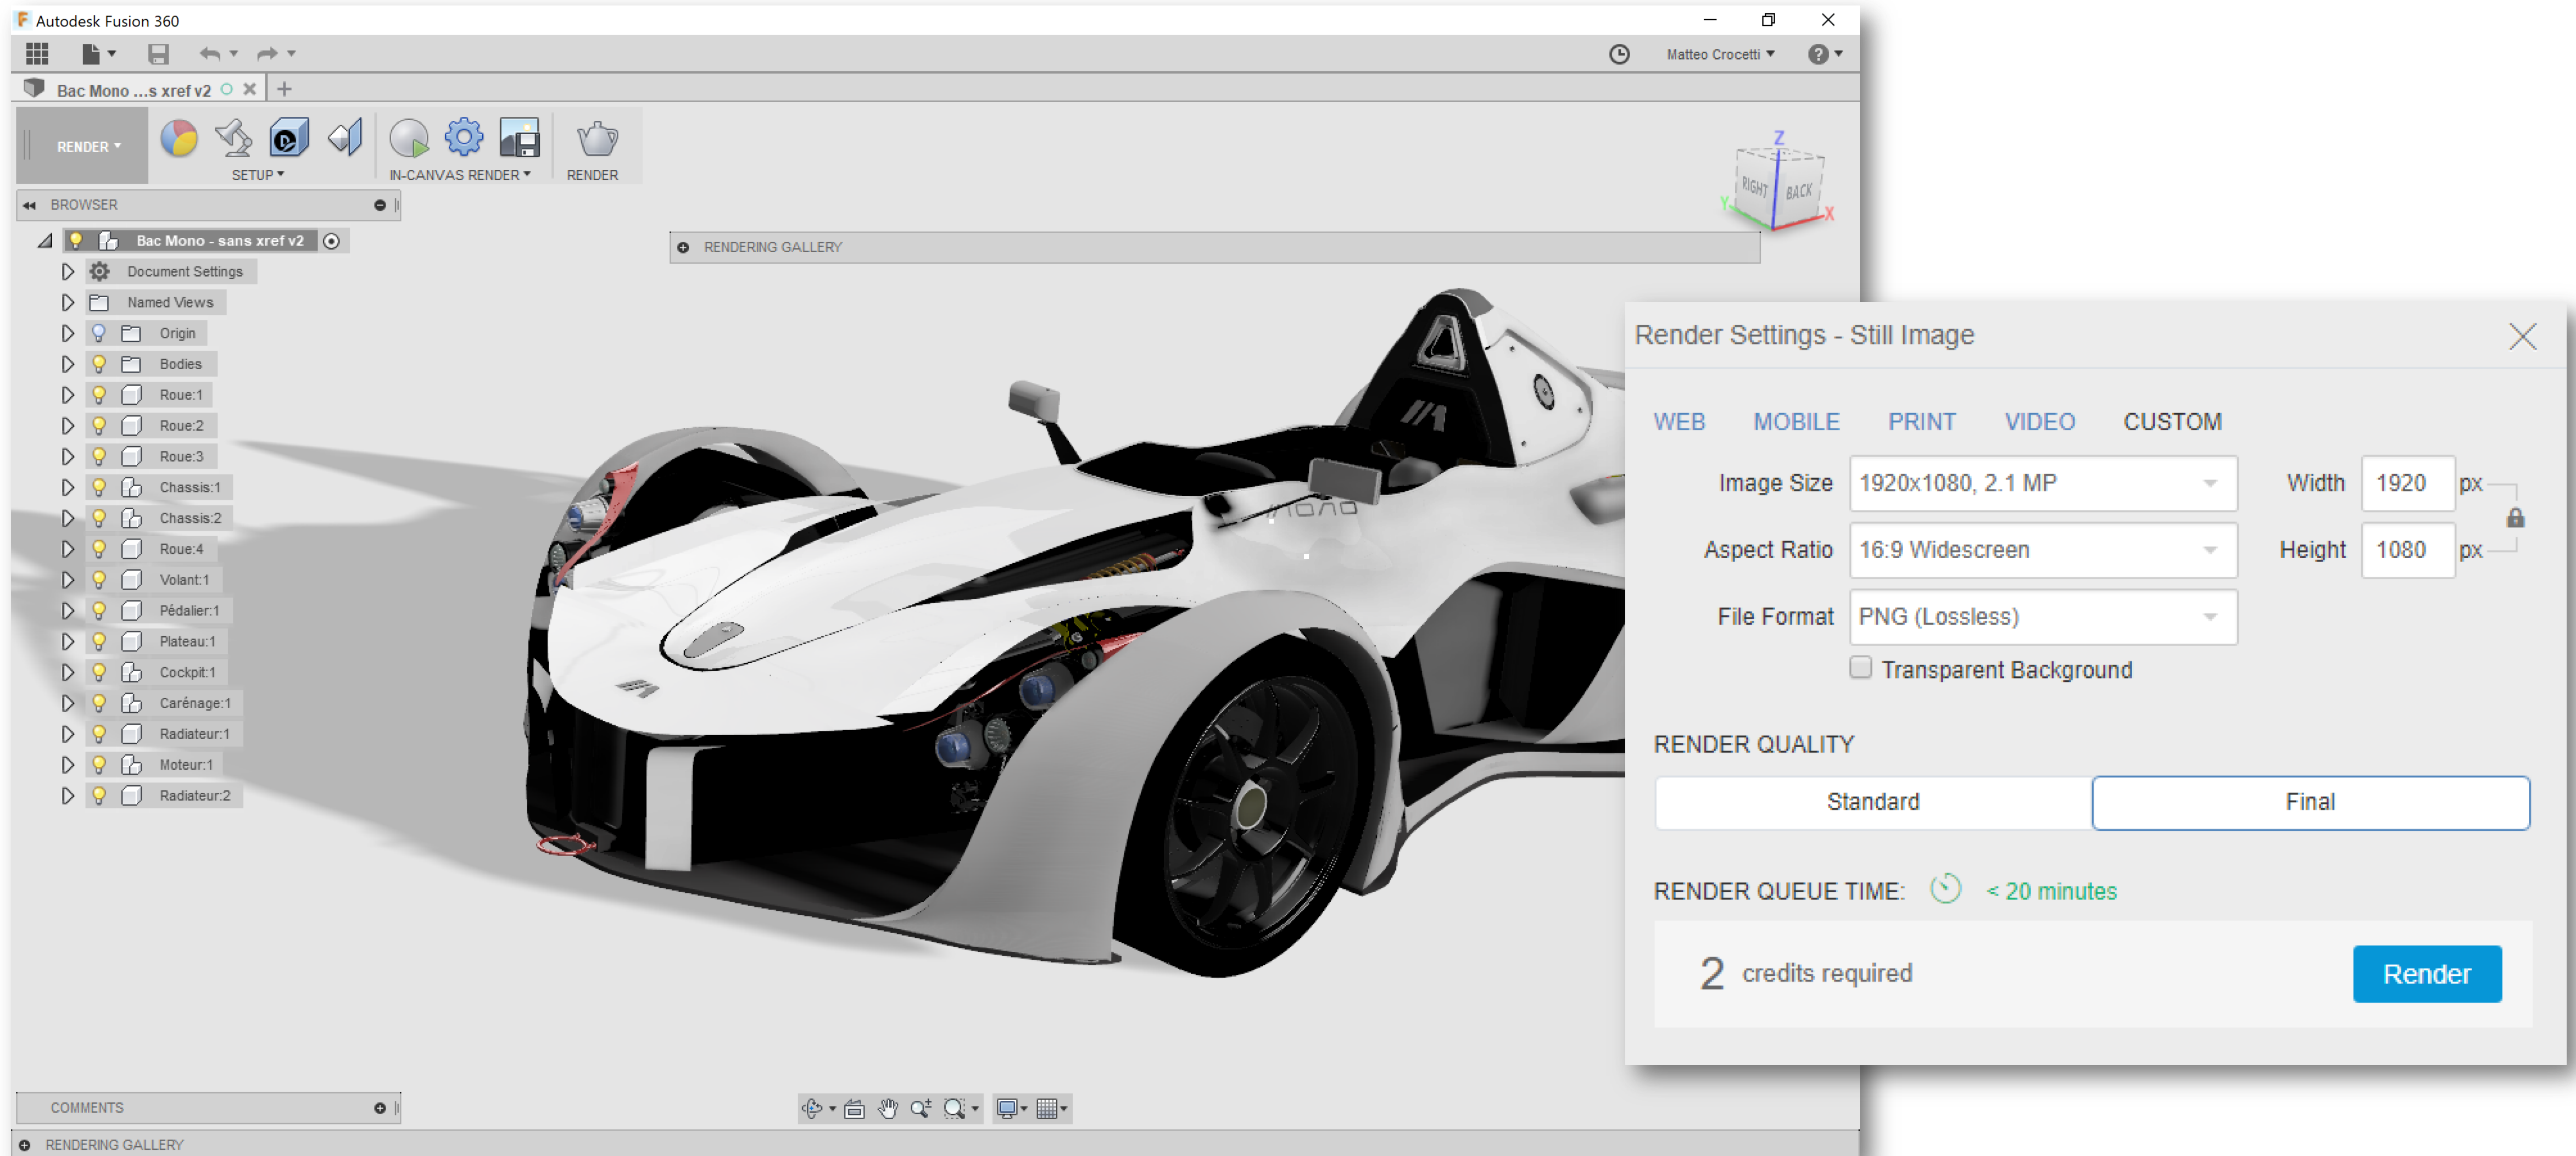 Autodesk Fusion 360
Matteo Crocetti
Bac Mono ...s xref v2
RENDER
SETUP
IN-CANVAS RENDER
RENDER
BROWSER
Bac Mono - sans xref v2
Document Settings
Named Views
Origin
Bodies
Roue:1
Roue:2
Roue:3
Chassis:1
Chassis:2
Roue:4
Volant:1
Pédalier:1
Plateau:1
Cockpit:1
Carénage:1
Radiateur:1
Moteur:1
Radiateur:2
RENDERING GALLERY
Z
RIGHT
BACK
Y
X
Render Settings - Still Image
WEB MOBILE PRINT VIDEO CUSTOM
Image Size 1920x1080, 2.1 MP Width 1920 px
Aspect Ratio 16:9 Widescreen Height 1080 px
File Format PNG (Lossless)
Transparent Background
RENDER QUALITY
Standard Final
RENDER QUEUE TIME: < 20 minutes
2 credits required
Render
COMMENTS
RENDERING GALLERY